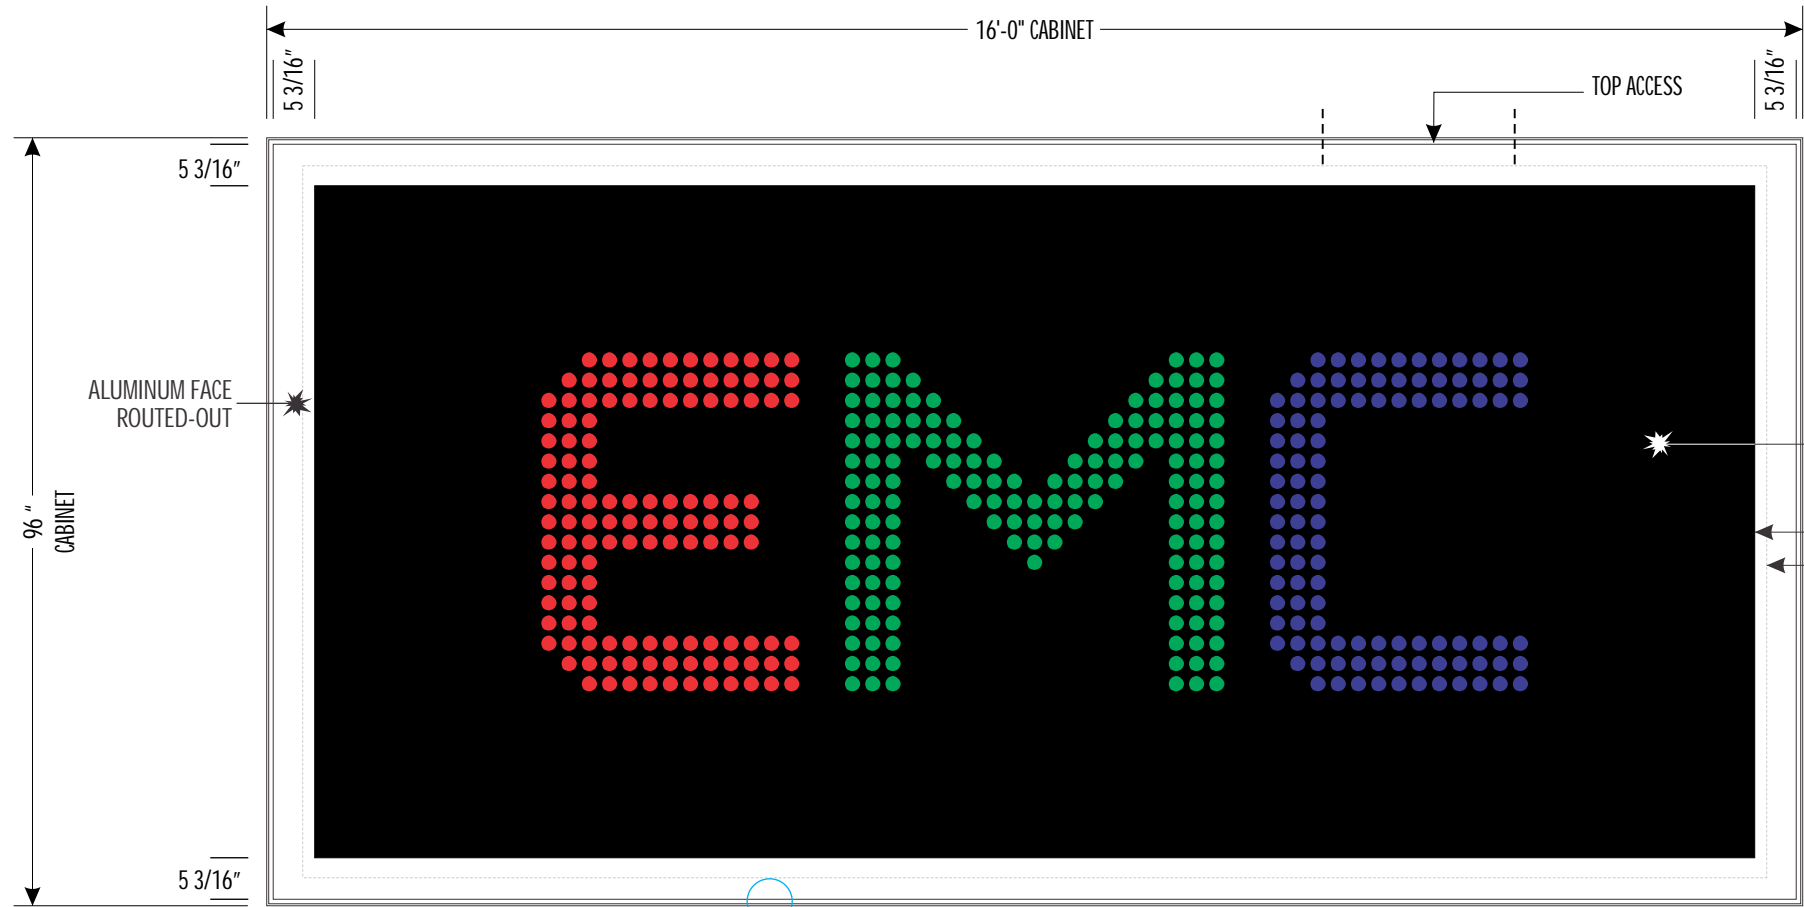 16'-0" CABINET
5 3/16"
5 3/16"
TOP ACCESS
5 3/16"
ALUMINUM FACE
ROUTED-OUT
EMC
96 "
CABINET
5 3/16"